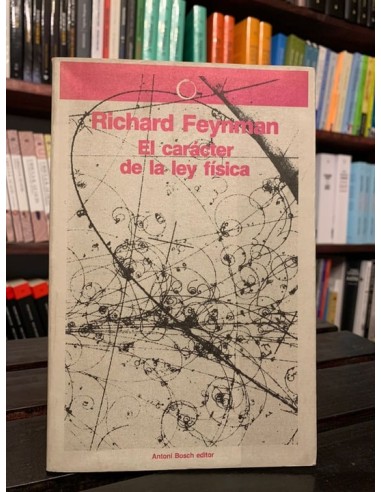 Richard Feynman
El carácter
de la ley física
Antoni Bosch editor